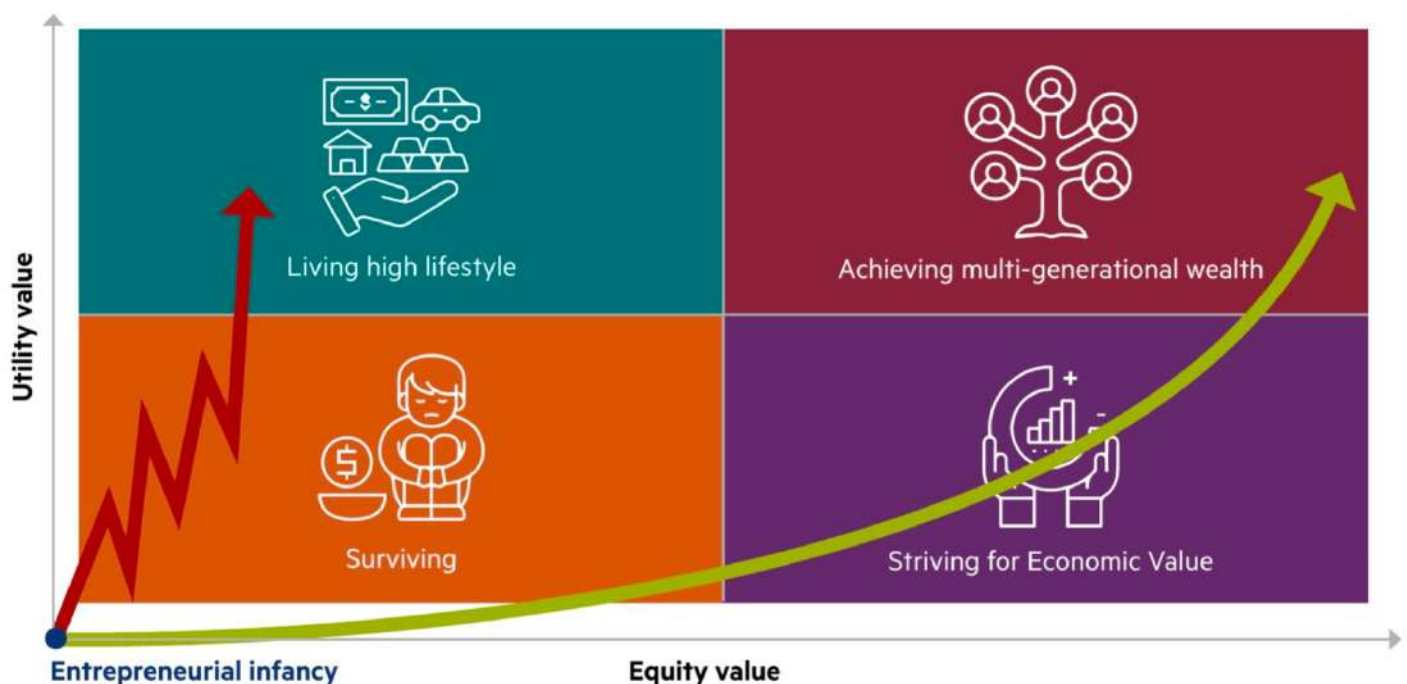 Living high lifestyle
Achieving multi-generational wealth
Utility value
$
Surviving
+
-
Striving for Economic Value
Entrepreneurial infancy
Equity value